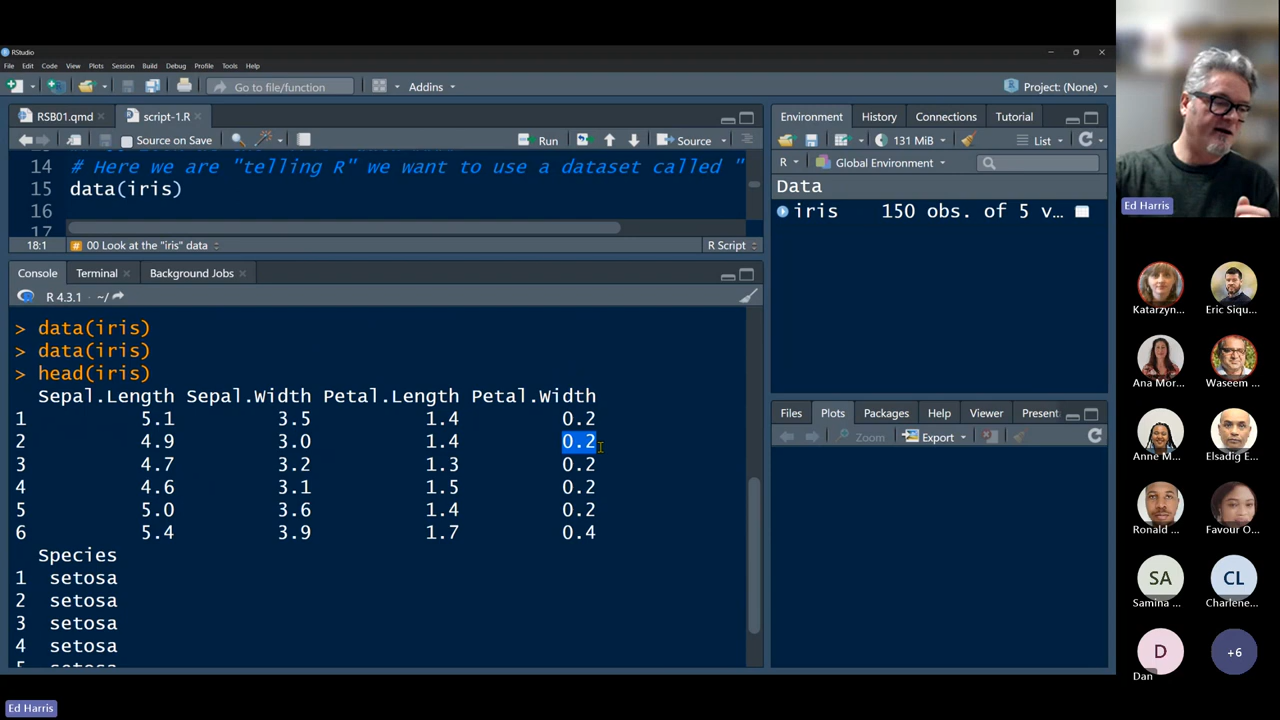 RStudio
File Edit Code View Plots Session Build Debug Profile Tools Help
Go to file/function
Addins
Project: (None)
RSB01.qmd
script-1.R
Source on Save
Run
Source
14 # Here we are "telling R" we want to use a dataset called "
15 data(iris)
16
17
18:1
# 00 Look at the "iris" data
R Script
Console Terminal Background Jobs
R 4.3.1 · ~/
> data(iris)
> data(iris)
> head(iris)
Sepal.Length Sepal.Width Petal.Length Petal.Width
1 5.1 3.5 1.4 0.2
2 4.9 3.0 1.4 0.2
3 4.7 3.2 1.3 0.2
4 4.6 3.1 1.5 0.2
5 5.0 3.6 1.4 0.2
6 5.4 3.9 1.7 0.4
Species
1 setosa
2 setosa
3 setosa
4 setosa
Environment History Connections Tutorial
131 MiB
List
R
Global Environment
Data
iris 150 obs. of 5 v…
Files Plots Packages Help Viewer Present
Zoom
Export
Ed Harris
Katarzyn...
Eric Siqu...
Ana Mor...
Waseem ...
Anne M...
Elsadig E...
Ronald ...
Favour O...
SA
Samina ...
CL
Charlene...
D
Dan
+6
Ed Harris